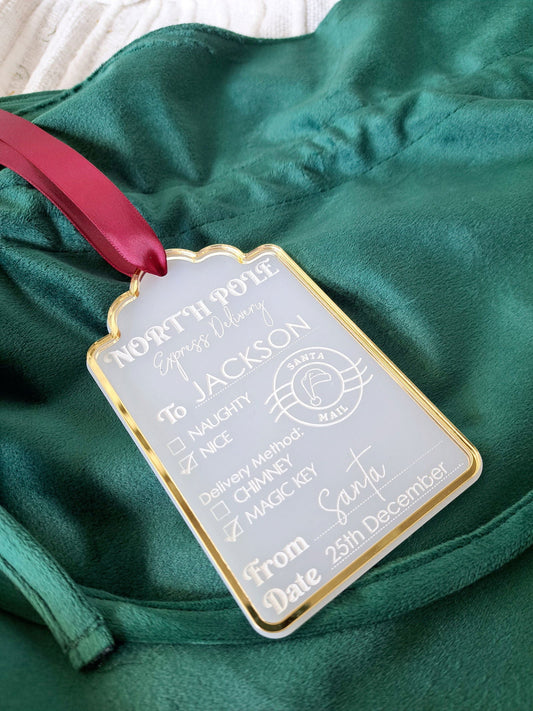 NORTH POLE
Express Delivery
To JACKSON
NAUGHTY
NICE
SANTA
MAIL
Delivery Method:
CHIMNEY
MAGIC KEY
From Santa
Date 25th December